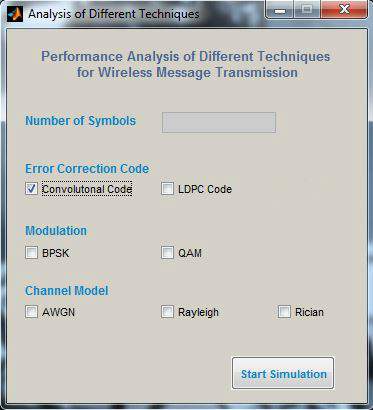 Analysis of Different Techniques
Performance Analysis of Different Techniques
for Wireless Message Transmission
Number of Symbols
Error Correction Code
Convolutonal Code LDPC Code
Modulation
BPSK QAM
Channel Model
AWGN Rayleigh Rician
Start Simulation